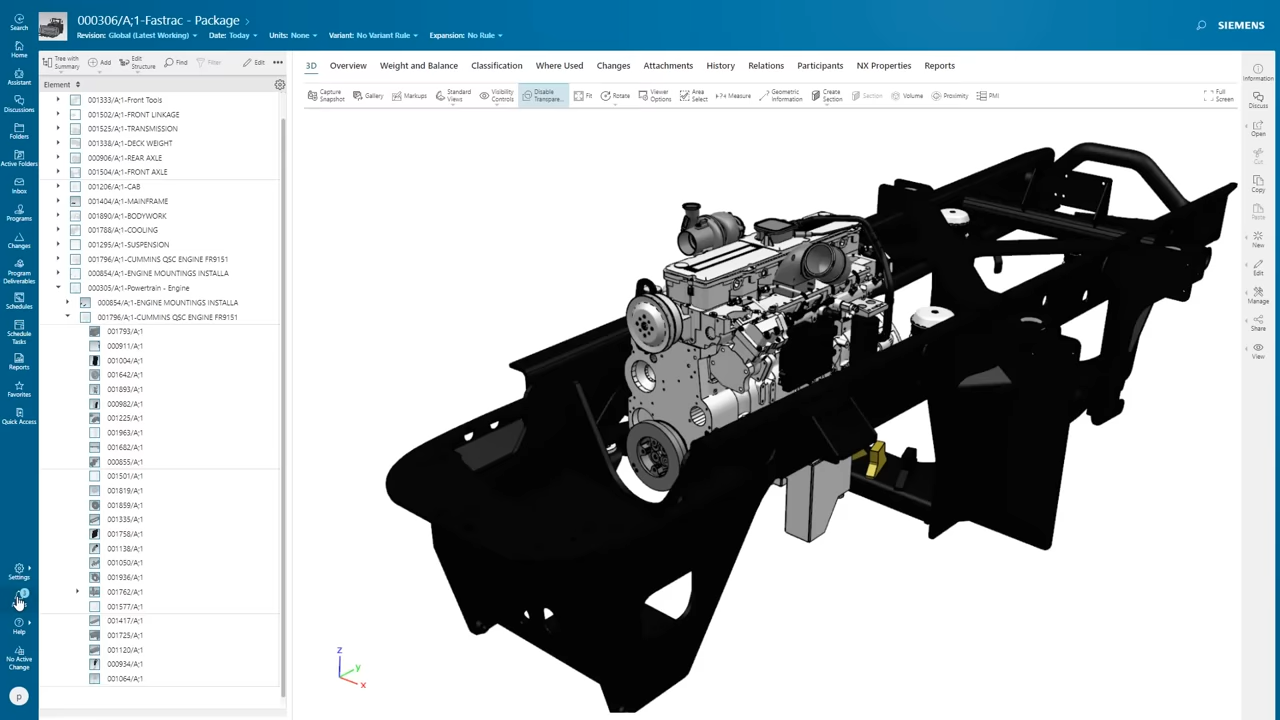 Search
Home
Assistant
Discussions
Folders
Active Folders
Inbox
Programs
Changes
Program
Deliverables
Schedules
Schedule
Tasks
Reports
Favorites
Quick Access
Settings
Help
No Active
Change
p
000306/A;1-Fastrac - Package
Revision: Global (Latest Working) Date: Today Units: None Variant: No Variant Rule Expansion: No Rule
SIEMENS
Tree with
Summary
Add
Edit
Structure
Find
Filter
Edit
Element
001333/A;1-Front Tools
001502/A;1-FRONT LINKAGE
001525/A;1-TRANSMISSION
001338/A;1-DECK WEIGHT
000906/A;1-REAR AXLE
001504/A;1-FRONT AXLE
001206/A;1-CAB
001404/A;1-MAINFRAME
001890/A;1-BODYWORK
001788/A;1-COOLING
001295/A;1-SUSPENSION
001796/A;1-CUMMINS QSC ENGINE FR9151
000854/A;1-ENGINE MOUNTINGS INSTALLA
000305/A;1-Powertrain - Engine
000854/A;1-ENGINE MOUNTINGS INSTALLA
001796/A;1-CUMMINS QSC ENGINE FR9151
001793/A;1
000911/A;1
001004/A;1
001642/A;1
001893/A;1
000982/A;1
001225/A;1
001963/A;1
001682/A;1
000855/A;1
001501/A;1
001819/A;1
001859/A;1
001335/A;1
001758/A;1
001138/A;1
001050/A;1
001936/A;1
001762/A;1
001577/A;1
001417/A;1
001725/A;1
001120/A;1
000934/A;1
001064/A;1
3D Overview Weight and Balance Classification Where Used Changes Attachments History Relations Participants NX Properties Reports
Capture
Snapshot
Gallery
Markups
Standard
Views
Visibility
Controls
Disable
Transpare...
Fit
Rotate
Viewer
Options
Area
Select
Measure
Geometric
Information
Create
Section
Section
Volume
Proximity
PMI
Full
Screen
z
y
x
Information
Discuss
Open
Cut
Copy
Paste
New
Edit
Manage
Share
View